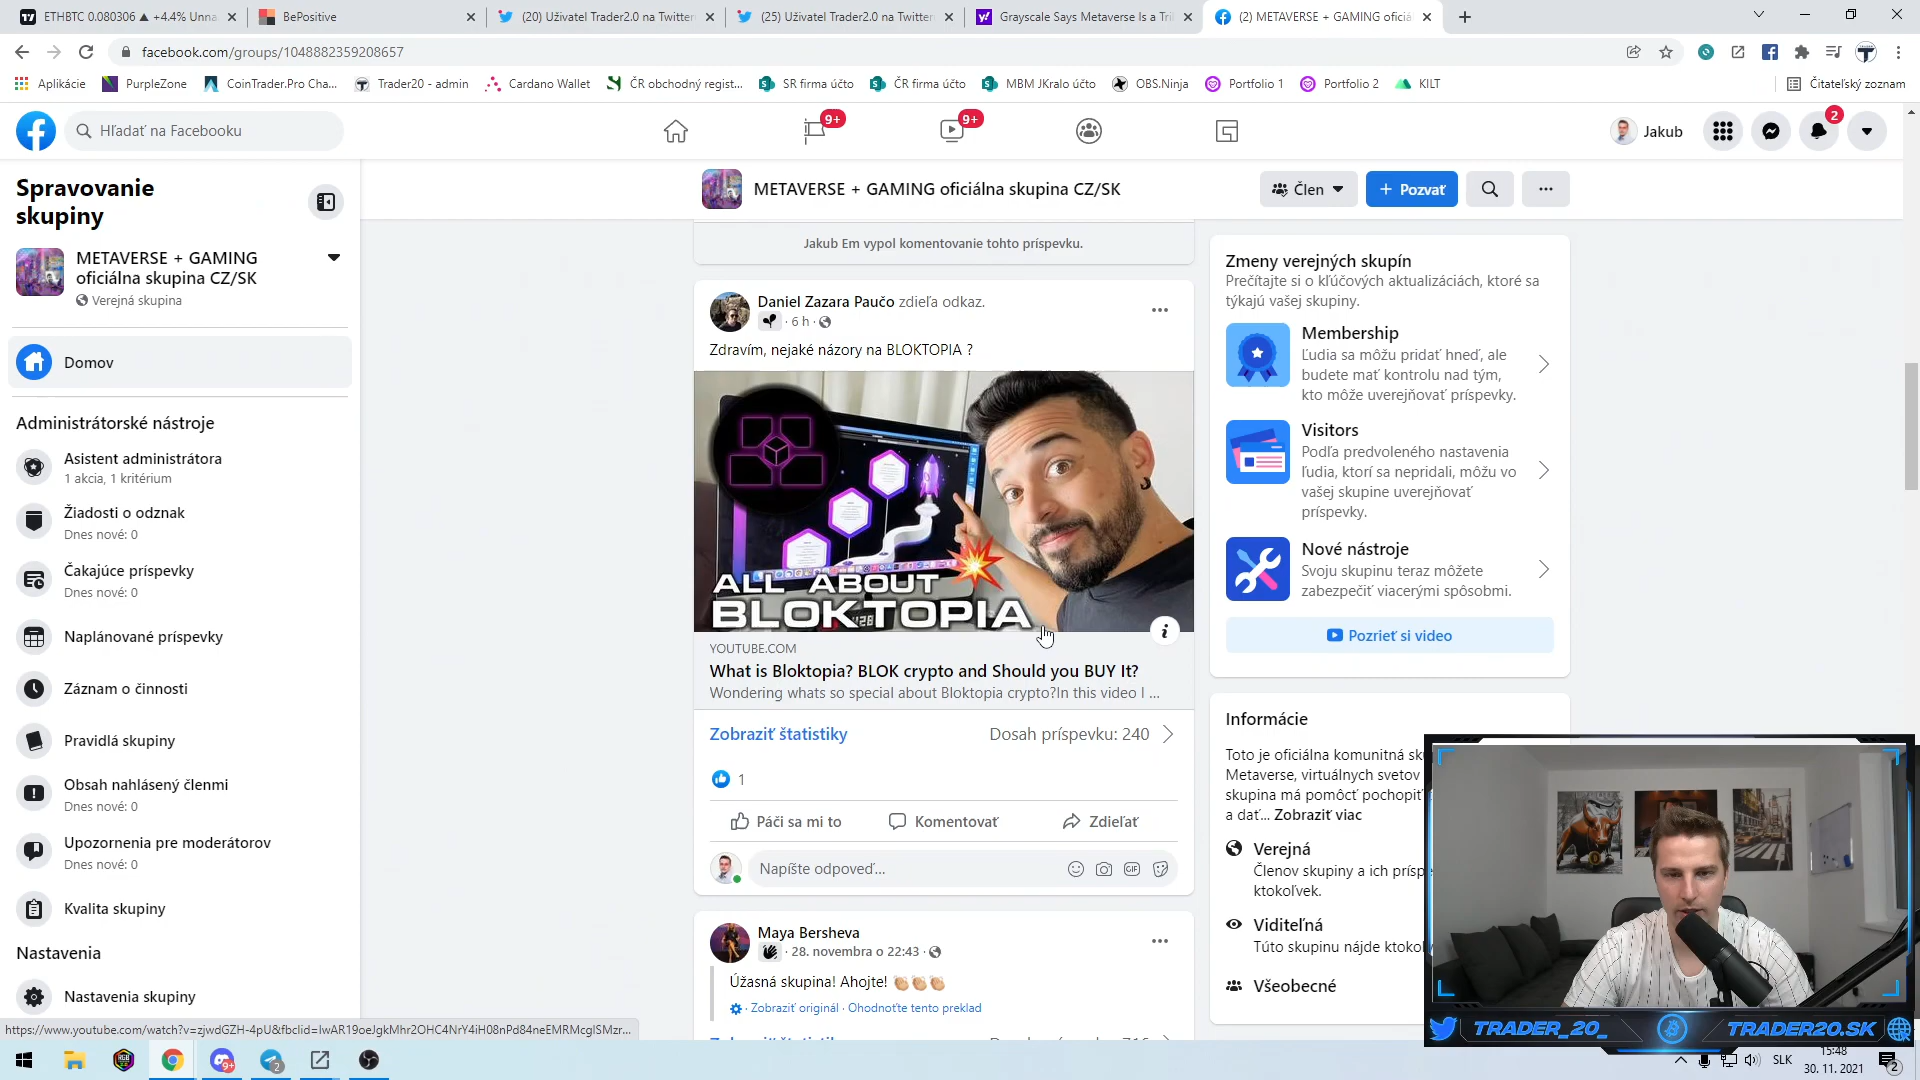 ETHBTC 0.080306 ▲ +4.4% Unna
BePositive
(20) Užívateľ Trader2.0 na Twitter
(25) Užívateľ Trader2.0 na Twitter
Grayscale Says Metaverse Is a Tri
(2) METAVERSE + GAMING oficiá
facebook.com/groups/1048882359208657
Aplikácie
PurpleZone
CoinTrader.Pro Cha...
Trader20 - admin
Cardano Wallet
ČR obchodný regist...
SR firma účto
ČR firma účto
MBM JKralo účto
OBS.Ninja
Portfolio 1
Portfolio 2
KILT
Čitateľský zoznam
Hľadať na Facebooku
9+
9+
Jakub
2
Spravovanie
skupiny
METAVERSE + GAMING
oficiálna skupina CZ/SK
Verejná skupina
Domov
Administrátorské nástroje
Asistent administrátora
1 akcia, 1 kritérium
Žiadosti o odznak
Dnes nové: 0
Čakajúce príspevky
Dnes nové: 0
Naplánované príspevky
Záznam o činnosti
Pravidlá skupiny
Obsah nahlásený členmi
Dnes nové: 0
Upozornenia pre moderátorov
Dnes nové: 0
Kvalita skupiny
Nastavenia
Nastavenia skupiny
METAVERSE + GAMING oficiálna skupina CZ/SK
Člen
+ Pozvať
Jakub Em vypol komentovanie tohto príspevku.
Daniel Zazara Paučo zdieľa odkaz.
· 6 h ·
Zdravím, nejaké názory na BLOKTOPIA ?
ALL ABOUT
BLOKTOPIA
YOUTUBE.COM
What is Bloktopia? BLOK crypto and Should you BUY It?
Wondering whats so special about Bloktopia crypto?In this video I ...
Zobraziť štatistiky
Dosah príspevku: 240
1
Páči sa mi to
Komentovať
Zdieľať
Napíšte odpoveď...
GIF
Maya Bersheva
· 28. novembra o 22:43 ·
Úžasná skupina! Ahojte! 👏🏼👏🏼👏🏼
· Zobraziť originál · Ohodnoťte tento preklad
Zmeny verejných skupín
Prečítajte si o kľúčových aktualizáciách, ktoré sa
týkajú vašej skupiny.
Membership
Ľudia sa môžu pridať hneď, ale
budete mať kontrolu nad tým,
kto môže uverejňovať príspevky.
Visitors
Podľa predvoleného nastavenia
ľudia, ktorí sa nepridali, môžu vo
vašej skupine uverejňovať
príspevky.
Nové nástroje
Svoju skupinu teraz môžete
zabezpečiť viacerými spôsobmi.
Pozrieť si video
Informácie
Toto je oficiálna komunitná sk
Metaverse, virtuálnych svetov
skupina má pomôcť pochopiť
a dať... Zobraziť viac
Verejná
Členov skupiny a ich príspe
ktokoľvek.
Viditeľná
Túto skupinu nájde ktokoľ
Všeobecné
TRADER_20_
TRADER20.SK
https://www.youtube.com/watch?v=zjwdGZH-4pU&fbclid=IwAR19oeJgkMhr2OHC4NrY4iH08nPd84neEMRMcgISMzr...
9+
2
SLK
15:48
30. 11. 2021
2